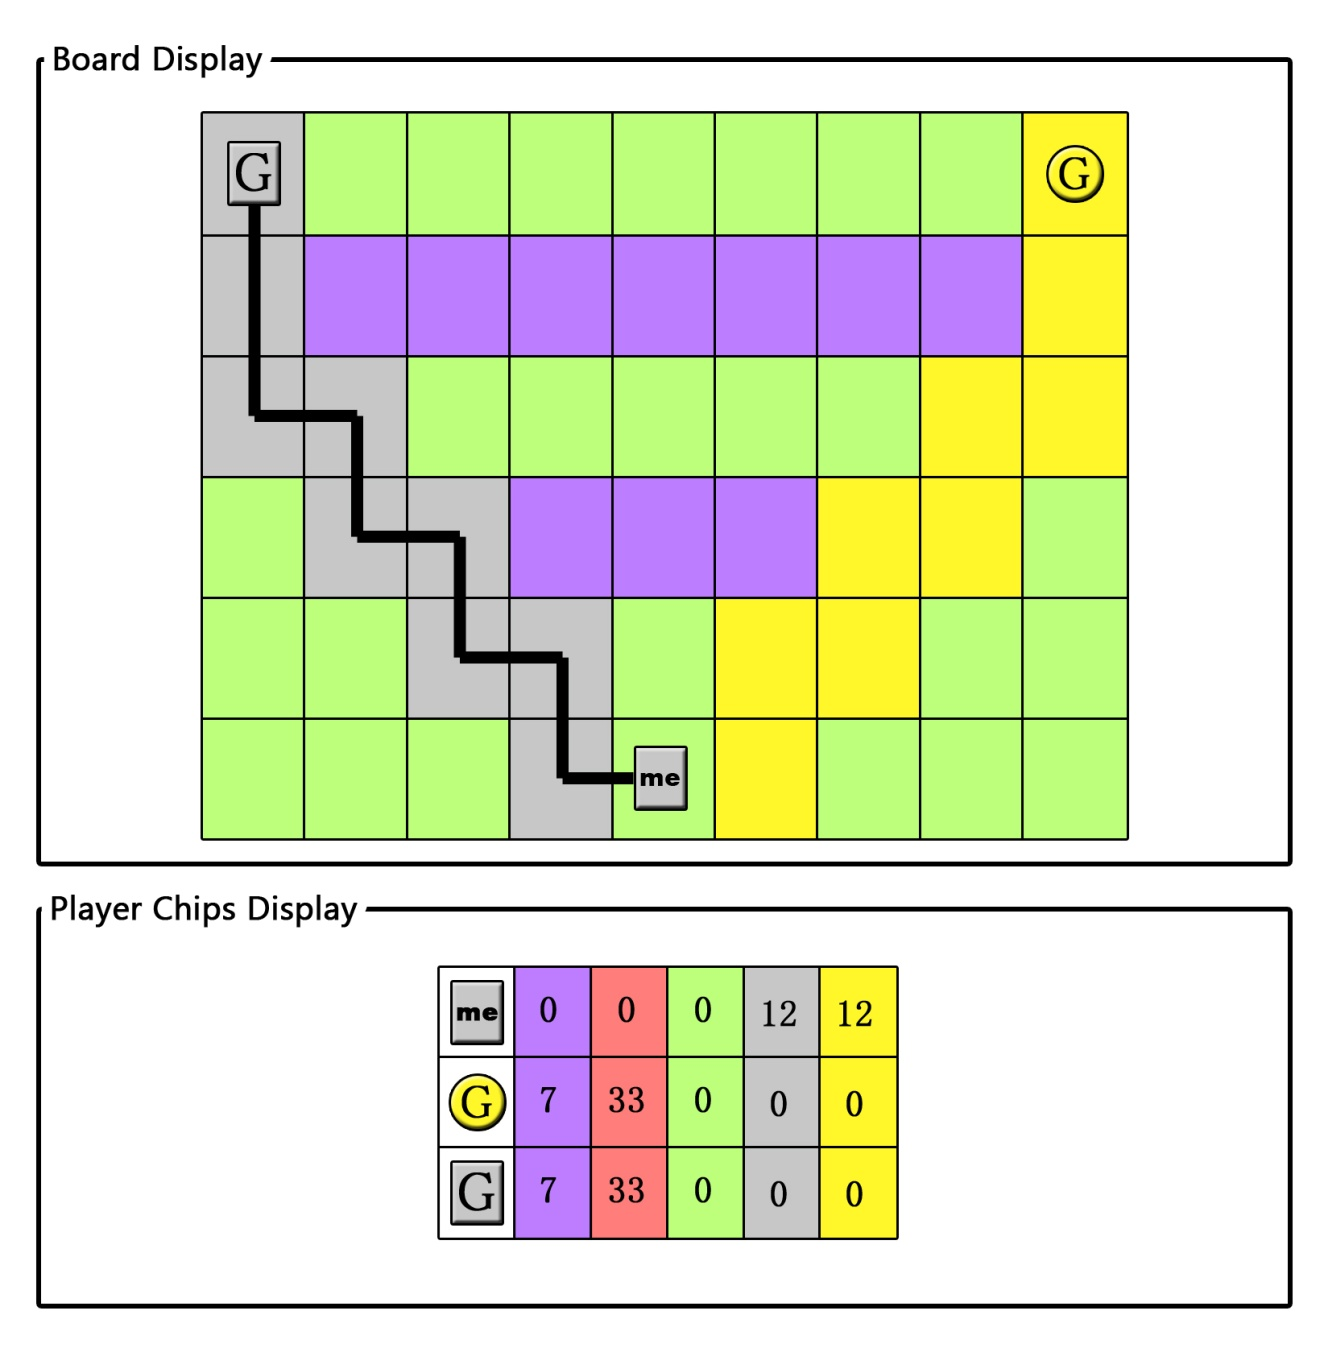 Board Display
G G
me
Player Chips Display
me 0 0 0 12 12
G 7 33 0 0 0
G 7 33 0 0 0